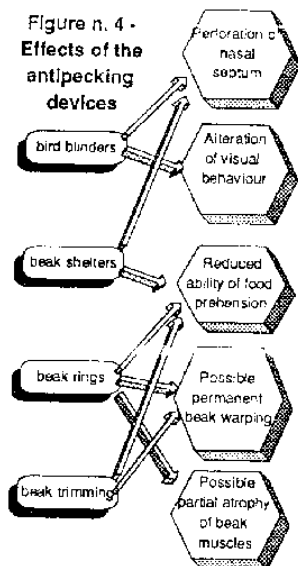 Figure n. 4 -
Effects of the
antipecking
devices
bird blinders
beak shelters
beak rings
beak trimming
Perforation of
nasal
septum
Alteration
of visual
behaviour
Reduced
ability of food
prehension
Possible
permanent
beak warping
Possible
partial atrophy
of beak
muscles